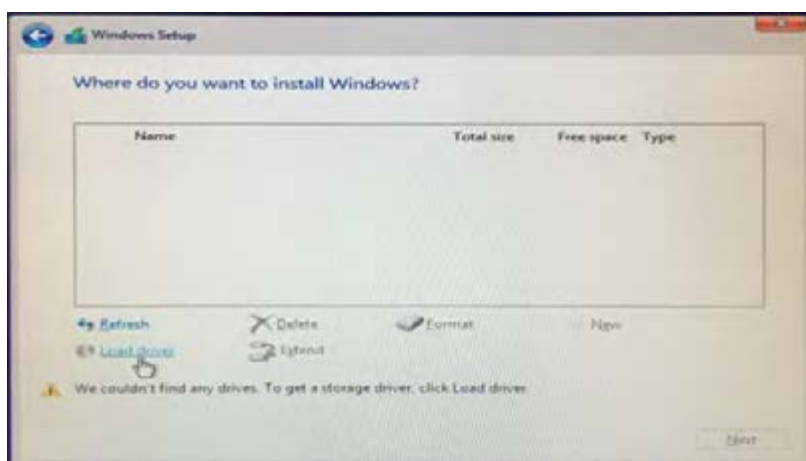 Windows Setup
Where do you want to install Windows?
Name Total size Free space Type
Refresh Delete Format New
Load driver Extend
We couldn't find any drives. To get a storage driver, click Load driver.
Next